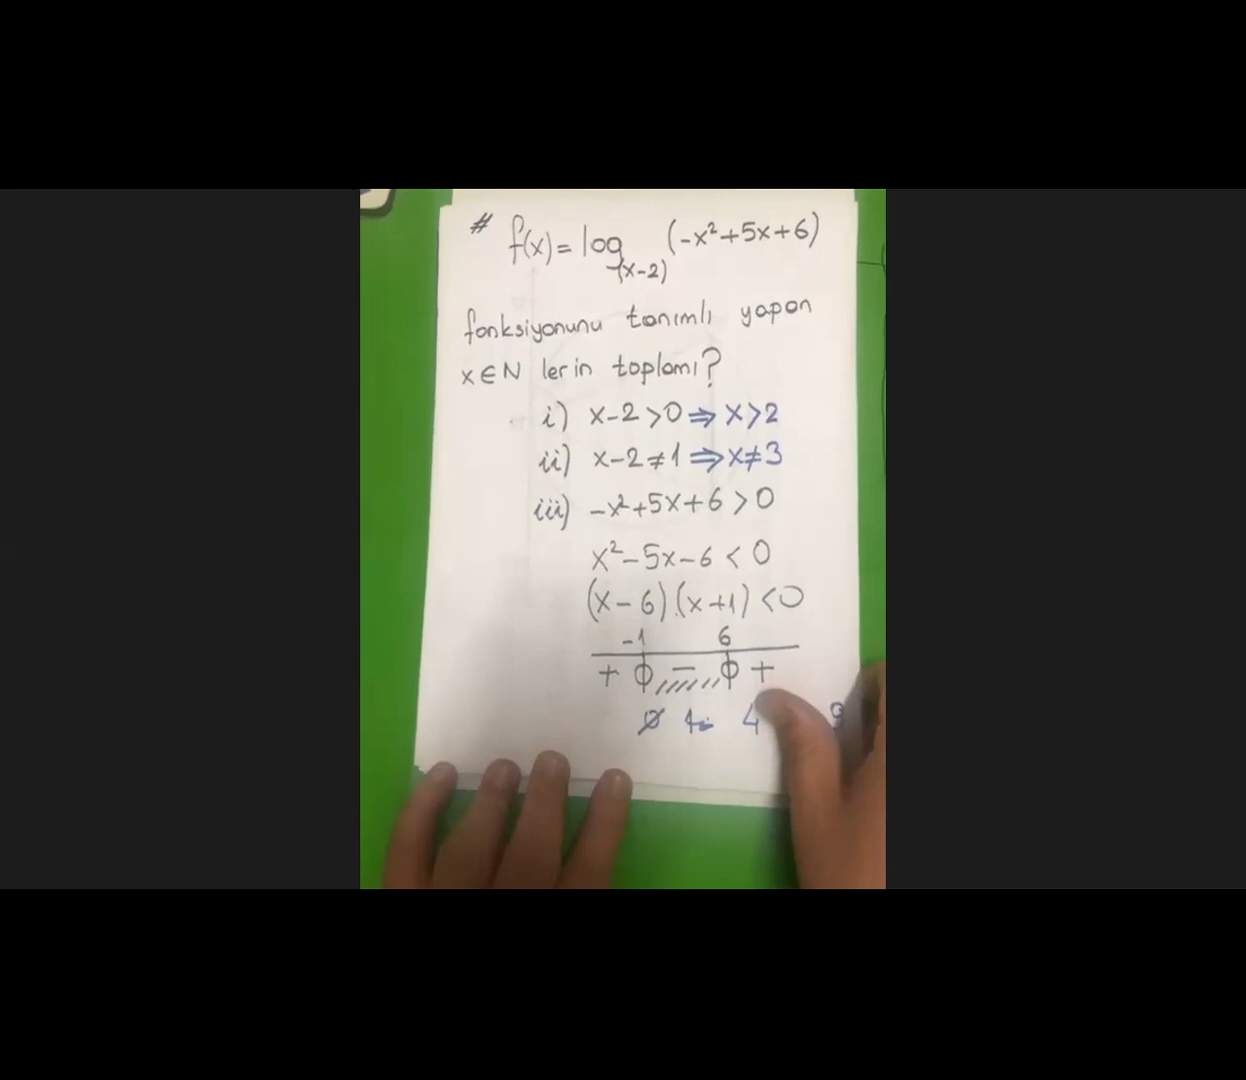 # f(x) = log(x-2) (-x²+5x+6)
fonksiyonunu tanımlı yapan
x∈N lerin toplamı?
i) x-2>0 ⇒ x>2
ii) x-2≠1 ⇒ x≠3
iii) -x²+5x+6>0
x²-5x-6<0
(x-6).(x+1)<0
-1 6
+ - +
4 9